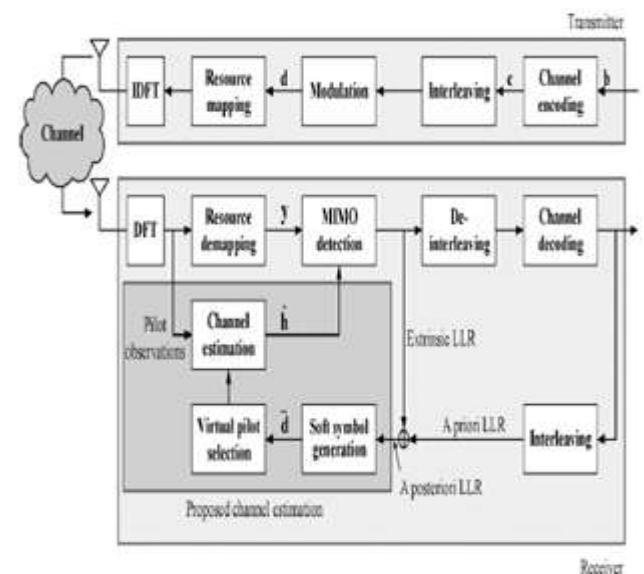 Transmitter
IDFT
Resource
mapping
d
Modulation
Interleaving
c
Channel
encoding
b
Channel
DFT
Resource
demapping
y
MIMO
detection
De-
interleaving
Channel
decoding
Pilot
observations
Channel
estimation
ĥ
Extrinsic LLR
Virtual pilot
selection
d̄
Soft symbol
generation
A priori LLR
Interleaving
A posteriori LLR
Proposed channel estimation
Receiver